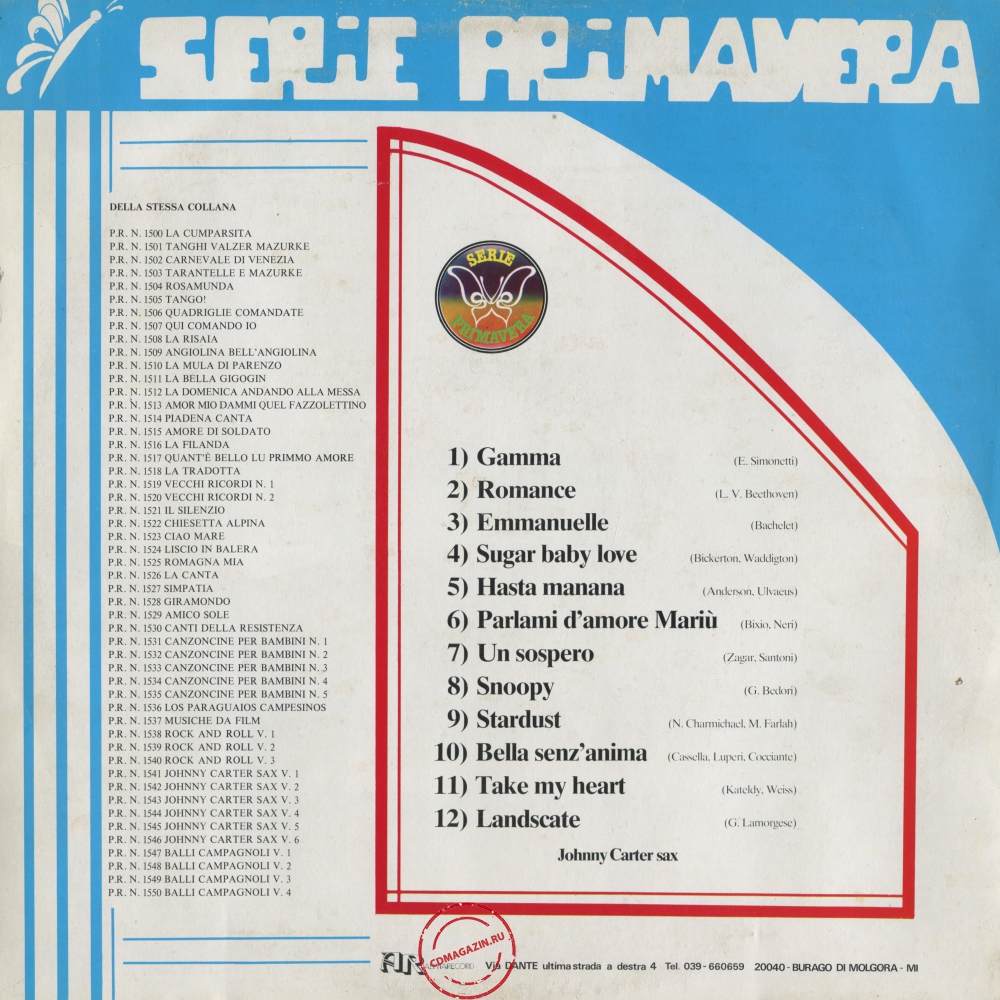 SERIE PRIMAVERA
DELLA STESSA COLLANA
P.R. N. 1500 LA CUMPARSITA
P.R. N. 1501 TANGHI VALZER MAZURKE
P.R. N. 1502 CARNEVALE DI VENEZIA
P.R. N. 1503 TARANTELLE E MAZURKE
P.R. N. 1504 ROSAMUNDA
P.R. N. 1505 TANGO!
P.R. N. 1506 QUADRIGLIE COMANDATE
P.R. N. 1507 QUI COMANDO IO
P.R. N. 1508 LA RISAIA
P.R. N. 1509 ANGIOLINA BELL'ANGIOLINA
P.R. N. 1510 LA MULA DI PARENZO
P.R. N. 1511 LA BELLA GIGOGIN
P.R. N. 1512 LA DOMENICA ANDANDO ALLA MESSA
P.R. N. 1513 AMOR MIO DAMMI QUEL FAZZOLETTINO
P.R. N. 1514 PIADENA CANTA
P.R. N. 1515 AMORE DI SOLDATO
P.R. N. 1516 LA FILANDA
P.R. N. 1517 QUANT'È BELLO LU PRIMMO AMORE
P.R. N. 1518 LA TRADOTTA
P.R. N. 1519 VECCHI RICORDI N. 1
P.R. N. 1520 VECCHI RICORDI N. 2
P.R. N. 1521 IL SILENZIO
P.R. N. 1522 CHIESETTA ALPINA
P.R. N. 1523 CIAO MARE
P.R. N. 1524 LISCIO IN BALERA
P.R. N. 1525 ROMAGNA MIA
P.R. N. 1526 LA CANTA
P.R. N. 1527 SIMPATIA
P.R. N. 1528 GIRAMONDO
P.R. N. 1529 AMICO SOLE
P.R. N. 1530 CANTI DELLA RESISTENZA
P.R. N. 1531 CANZONCINE PER BAMBINI N. 1
P.R. N. 1532 CANZONCINE PER BAMBINI N. 2
P.R. N. 1533 CANZONCINE PER BAMBINI N. 3
P.R. N. 1534 CANZONCINE PER BAMBINI N. 4
P.R. N. 1535 CANZONCINE PER BAMBINI N. 5
P.R. N. 1536 LOS PARAGUAIOS CAMPESINOS
P.R. N. 1537 MUSICHE DA FILM
P.R. N. 1538 ROCK AND ROLL V. 1
P.R. N. 1539 ROCK AND ROLL V. 2
P.R. N. 1540 ROCK AND ROLL V. 3
P.R. N. 1541 JOHNNY CARTER SAX V. 1
P.R. N. 1542 JOHNNY CARTER SAX V. 2
P.R. N. 1543 JOHNNY CARTER SAX V. 3
P.R. N. 1544 JOHNNY CARTER SAX V. 4
P.R. N. 1545 JOHNNY CARTER SAX V. 5
P.R. N. 1546 JOHNNY CARTER SAX V. 6
P.R. N. 1547 BALLI CAMPAGNOLI V. 1
P.R. N. 1548 BALLI CAMPAGNOLI V. 2
P.R. N. 1549 BALLI CAMPAGNOLI V. 3
P.R. N. 1550 BALLI CAMPAGNOLI V. 4
SERIE
PRIMAVERA
1) Gamma (E. Simonetti)
2) Romance (L. V. Beethoven)
3) Emmanuelle (Bachelet)
4) Sugar baby love (Bickerton, Waddigton)
5) Hasta manana (Anderson, Ulvaeus)
6) Parlami d'amore Mariù (Bixio, Neri)
7) Un sospero (Zagar, Santoni)
8) Snoopy (G. Bedori)
9) Stardust (N. Charmichael, M. Farlah)
10) Bella senz'anima (Cassella, Luperi, Cocciante)
11) Take my heart (Kateldy, Weiss)
12) Landscate (G. Lamorgese)
Johnny Carter sax
CDMAGAZIN.RU
Via DANTE ultima strada a destra 4 Tel. 039-660659 20040 - BURAGO DI MOLGORA - MI